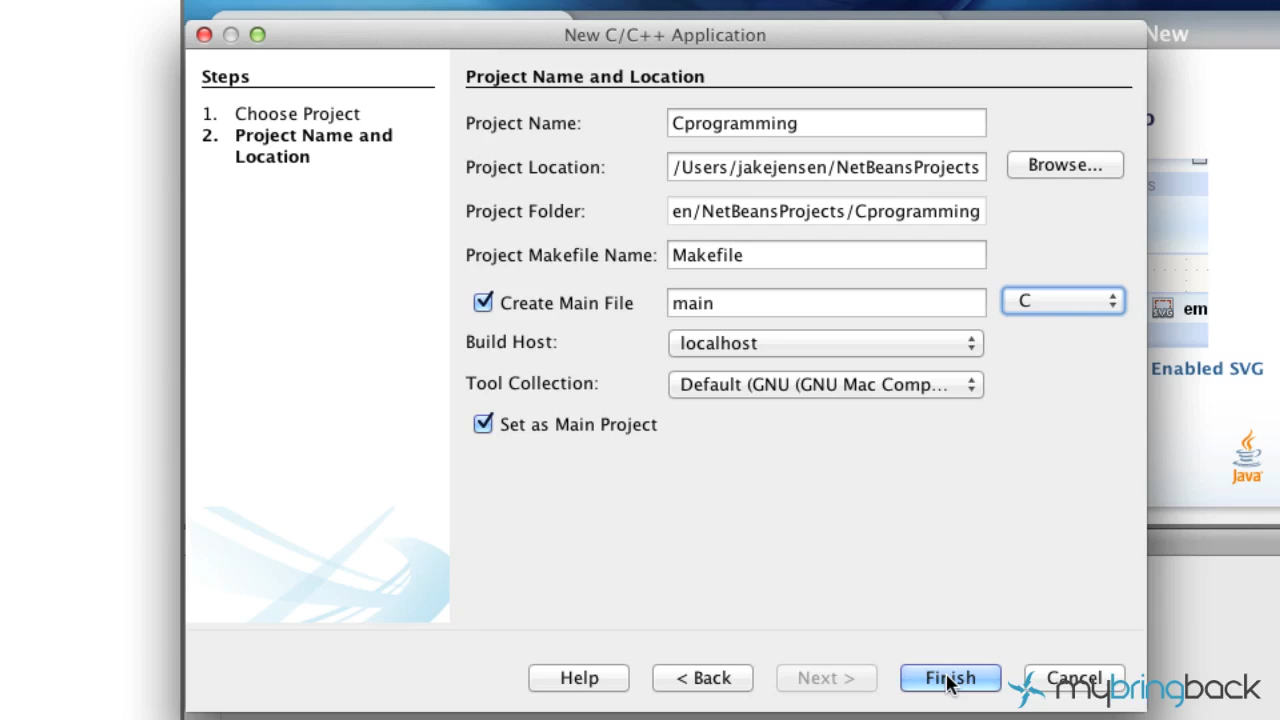 New C/C++ Application
New
Steps
1. Choose Project
2. Project Name and
Location
Project Name and Location
Project Name: Cprogramming
Project Location: /Users/jakejensen/NetBeansProjects Browse...
Project Folder: en/NetBeansProjects/Cprogramming
Project Makefile Name: Makefile
Create Main File main C
Build Host: localhost
Tool Collection: Default (GNU (GNU Mac Comp...
Set as Main Project
SVG em
Enabled SVG
Java
Help < Back Next > Finish Cancel
mybringback